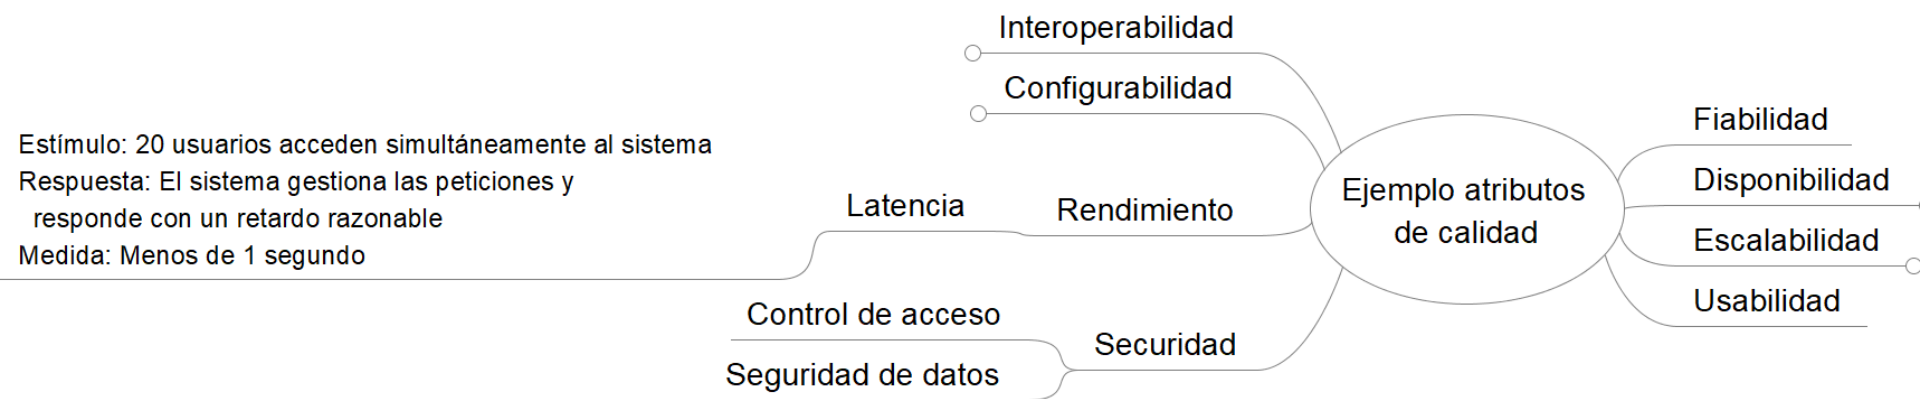 Interoperabilidad
Configurabilidad
Estímulo: 20 usuarios acceden simultáneamente al sistema
Respuesta: El sistema gestiona las peticiones y
responde con un retardo razonable
Medida: Menos de 1 segundo
Latencia
Rendimiento
Control de acceso
Seguridad de datos
Securidad
Ejemplo atributos
de calidad
Fiabilidad
Disponibilidad
Escalabilidad
Usabilidad